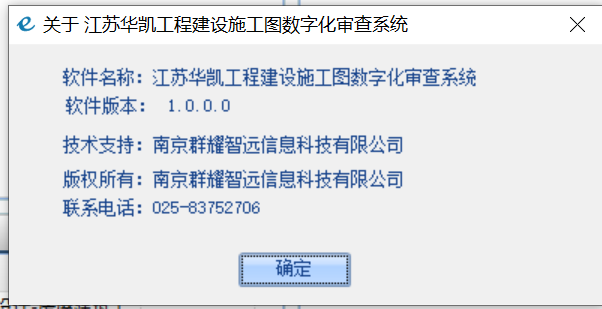 关于 江苏华凯工程建设施工图数字化审查系统
软件名称：江苏华凯工程建设施工图数字化审查系统
软件版本： 1.0.0.0
技术支持：南京群耀智远信息科技有限公司
版权所有：南京群耀智远信息科技有限公司
联系电话：025-83752706
确定